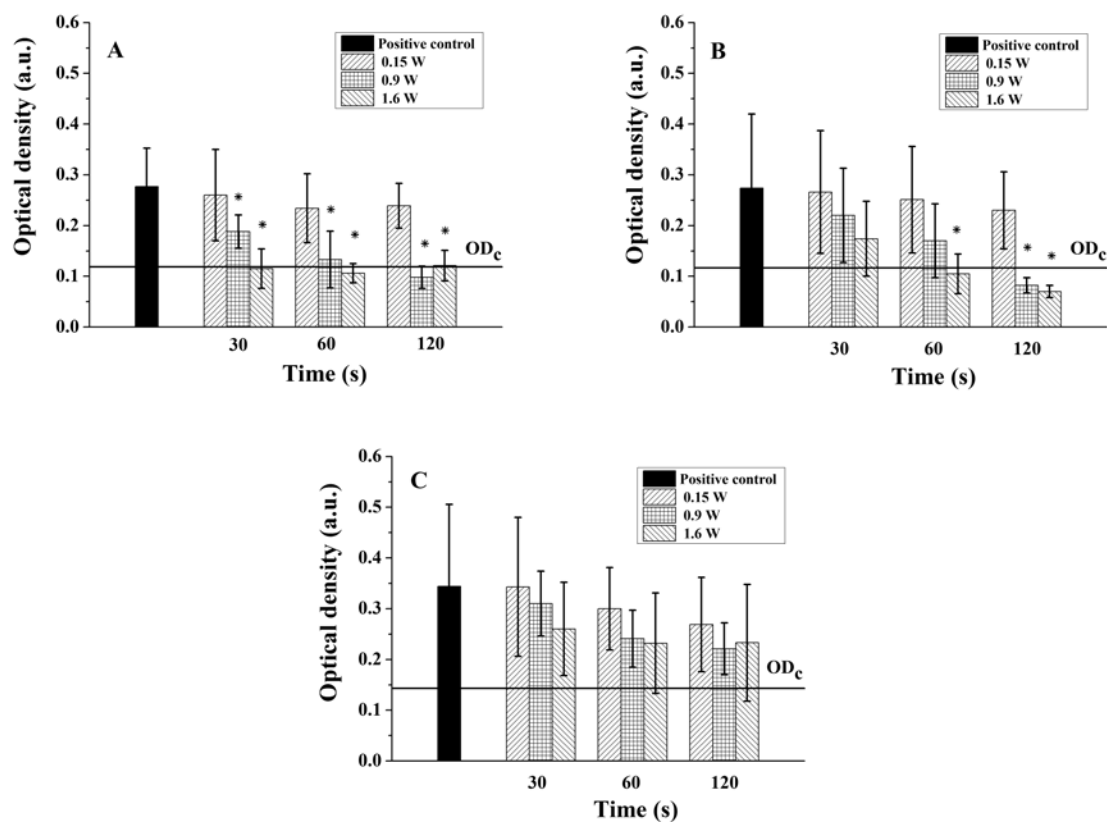 A
Optical density (a.u.)
0.6
0.5
0.4
0.3
0.2
0.1
0.0
Positive control
0.15 W
0.9 W
1.6 W
* * * * * *
ODc
30 60 120
Time (s)
B
Optical density (a.u.)
0.6
0.5
0.4
0.3
0.2
0.1
0.0
Positive control
0.15 W
0.9 W
1.6 W
* * *
ODc
30 60 120
Time (s)
C
Optical density (a.u.)
0.6
0.5
0.4
0.3
0.2
0.1
0.0
Positive control
0.15 W
0.9 W
1.6 W
ODc
30 60 120
Time (s)